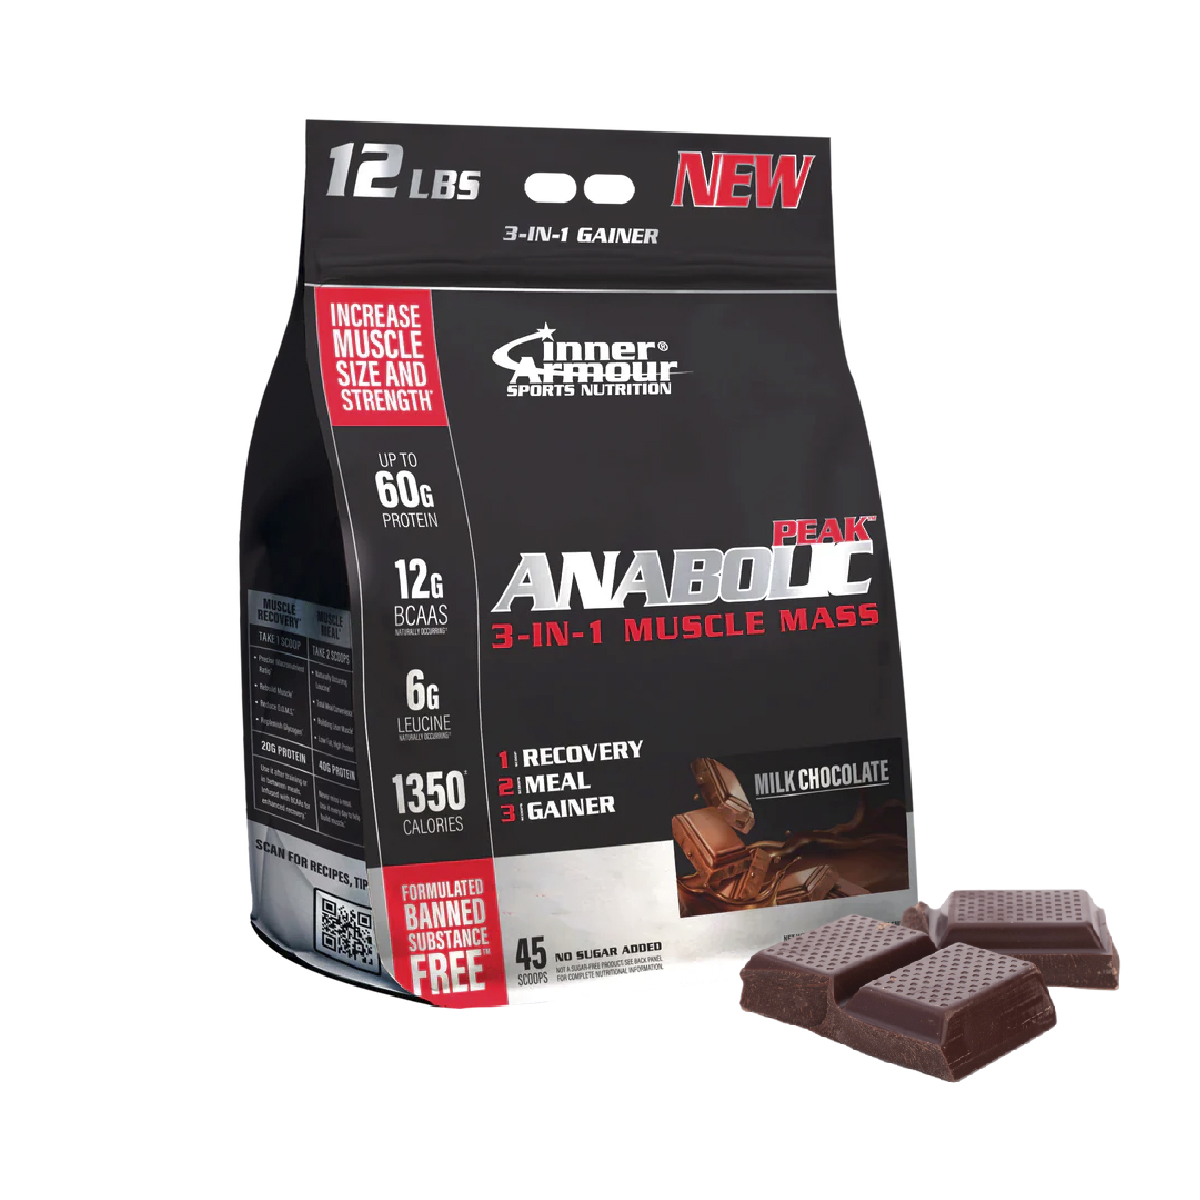 12 LBS
NEW
3-IN-1 GAINER
INCREASE
MUSCLE
SIZE AND
STRENGTH*
inner®
Armour
SPORTS NUTRITION
UP TO
60G
PROTEIN
12G
BCAAS
NATURALLY OCCURRING*
6G
LEUCINE
NATURALLY OCCURRING*
1350*
CALORIES
PEAK™
ANABOLIC
3-IN-1 MUSCLE MASS
1 RECOVERY
2 MEAL
3 GAINER
MILK CHOCOLATE
FORMULATED
BANNED
SUBSTANCE
FREE™
45
SCOOPS
NO SUGAR ADDED
NOT A SUGAR-FREE PRODUCT. SEE BACK PANEL
FOR COMPLETE NUTRITIONAL INFORMATION.
MUSCLE
RECOVERY*
TAKE 1 SCOOP
20G PROTEIN
MUSCLE
MEAL*
TAKE 2 SCOOPS
40G PROTEIN
SCAN FOR RECIPES, TIP